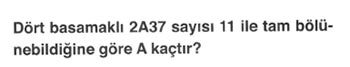 Dört basamaklı 2A37 sayısı 11 ile tam bölü-
nebildiğine göre A kaçtır?